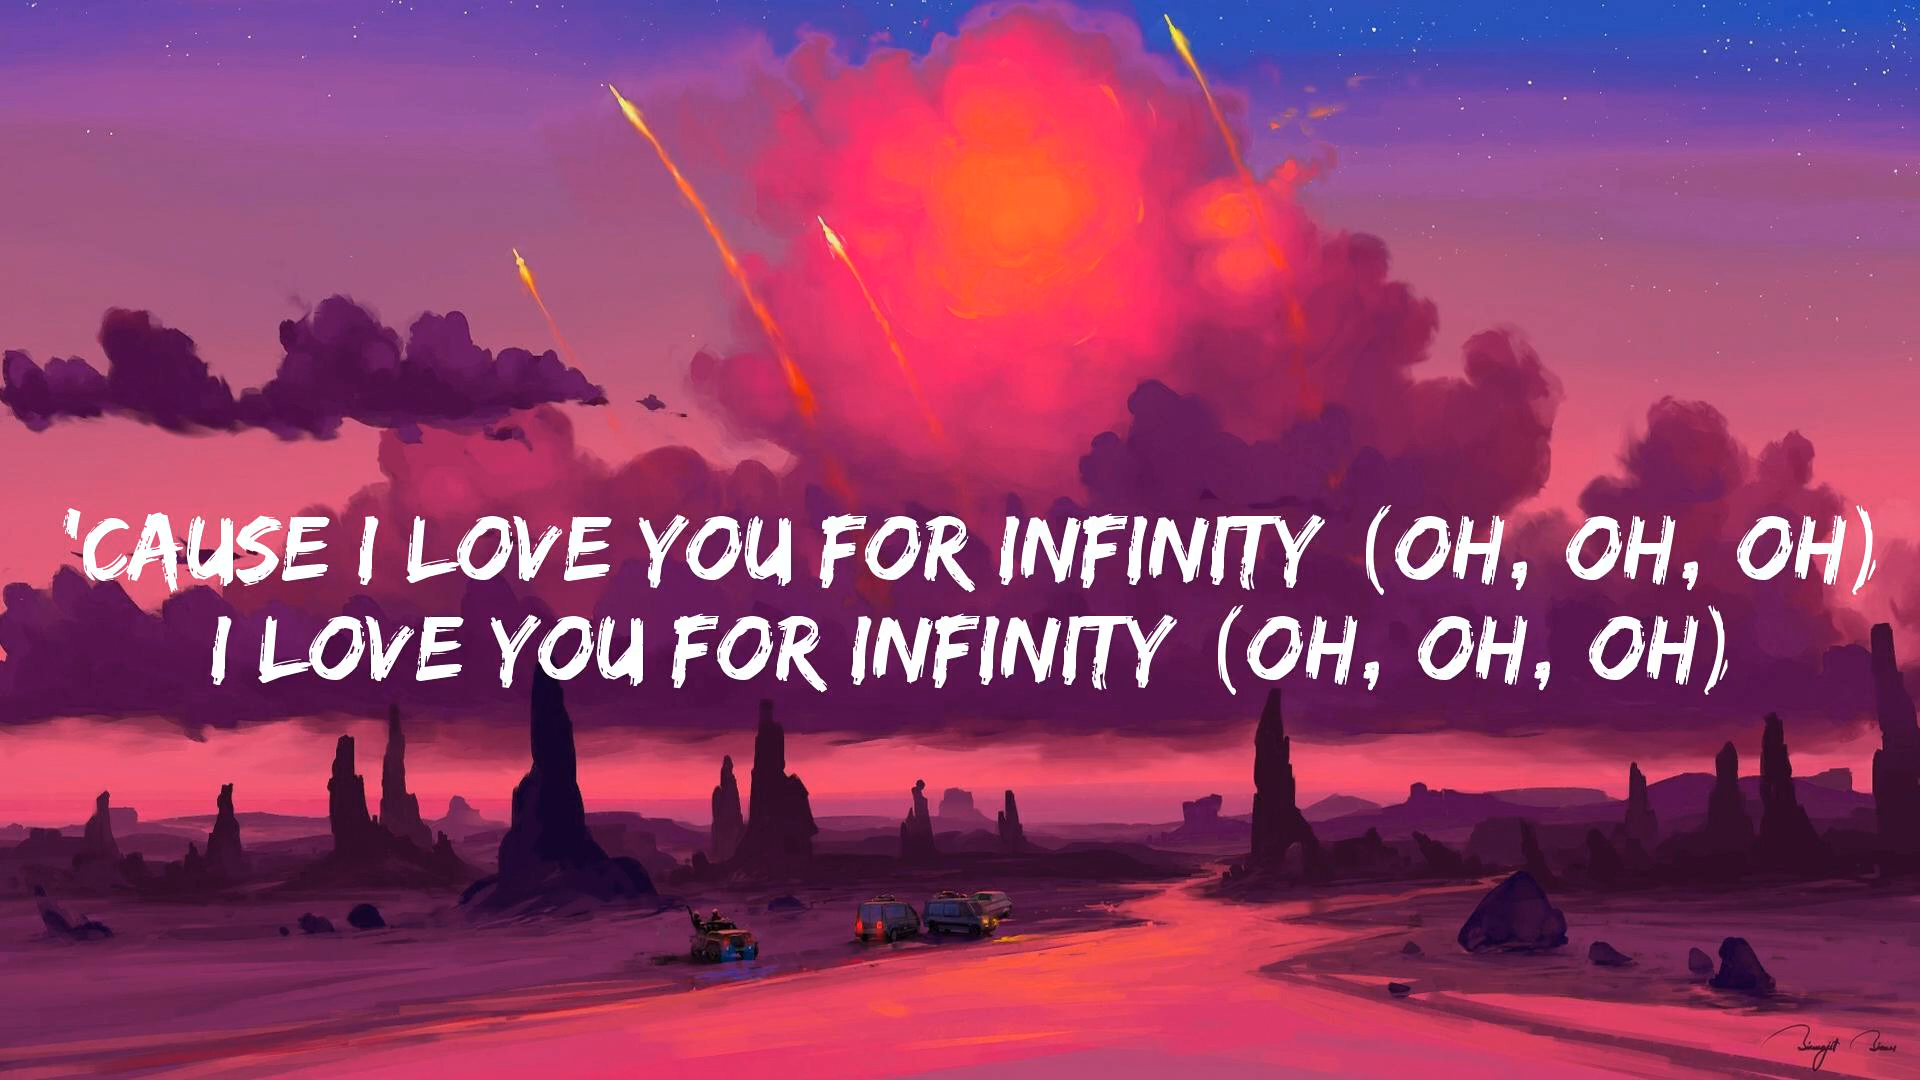 'CAUSE I LOVE YOU FOR INFINITY (OH, OH, OH)
I LOVE YOU FOR INFINITY (OH, OH, OH)